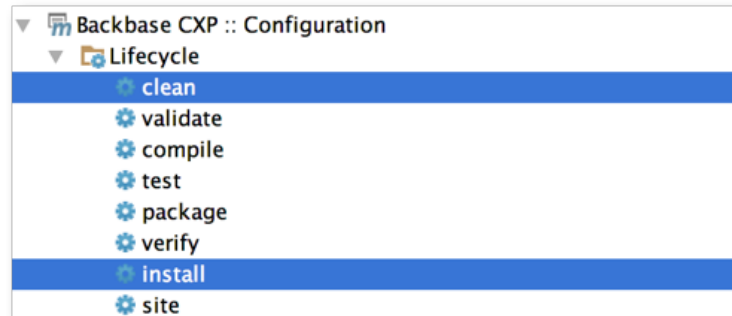 Backbase CXP :: Configuration
Lifecycle
clean
validate
compile
test
package
verify
install
site